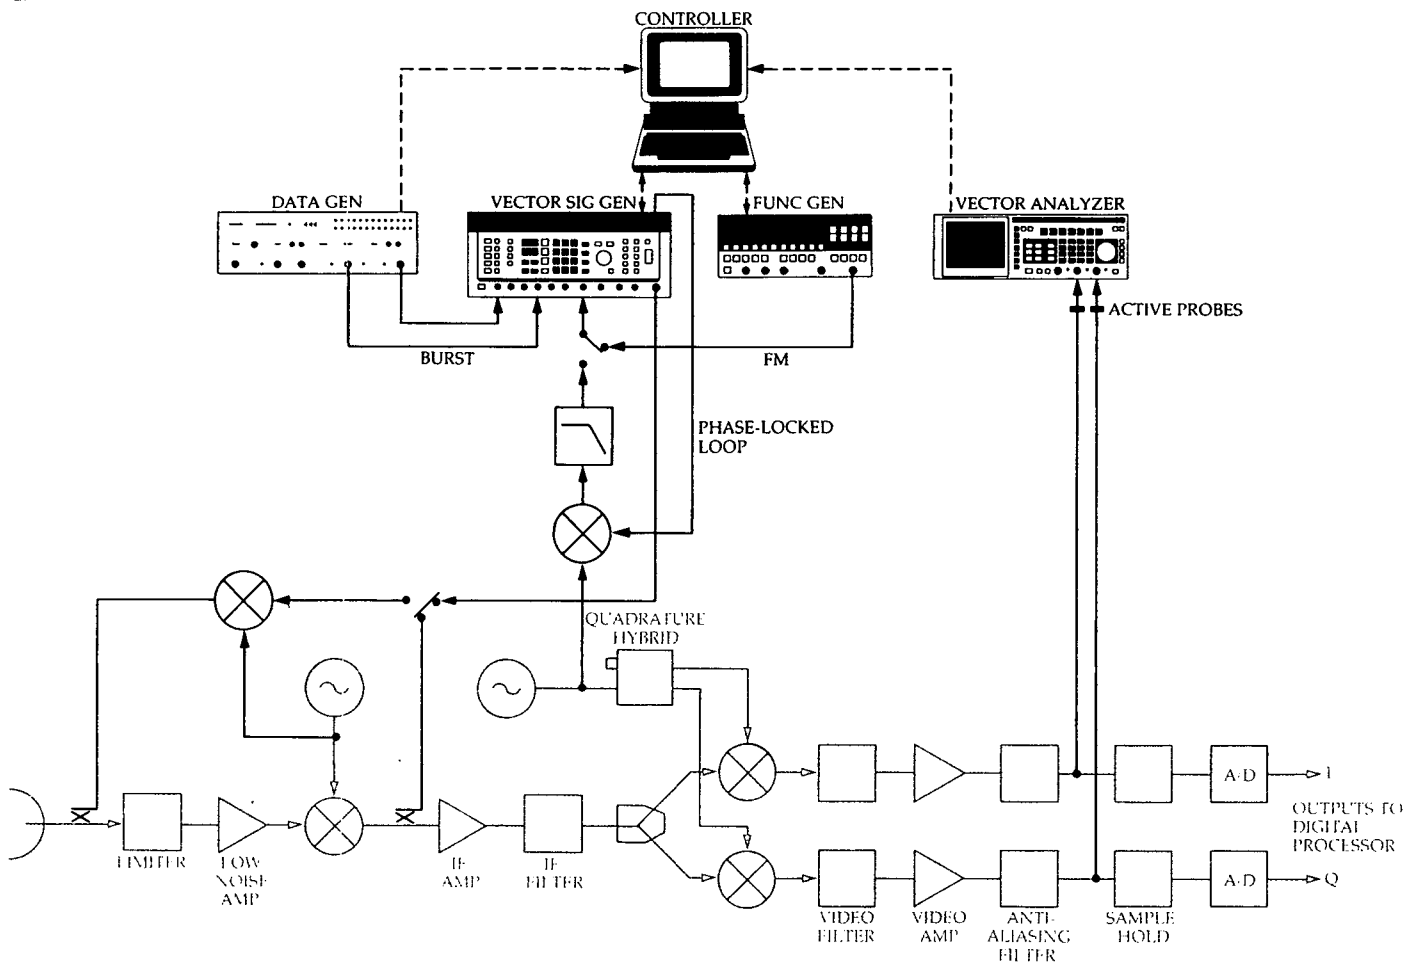 CONTROLLER
DATA GEN
VECTOR SIG GEN
FUNC GEN
VECTOR ANALYZER
ACTIVE PROBES
BURST
FM
PHASE-LOCKED
LOOP
QUADRATURE
HYBRID
LIMITER
LOW
NOISE
AMP
IF
AMP
IF
FILTER
A-D
I
OUTPUTS TO
DIGITAL
PROCESSOR
A-D
Q
VIDEO
FILTER
VIDEO
AMP
ANTI-
ALIASING
FILTER
SAMPLE
HOLD